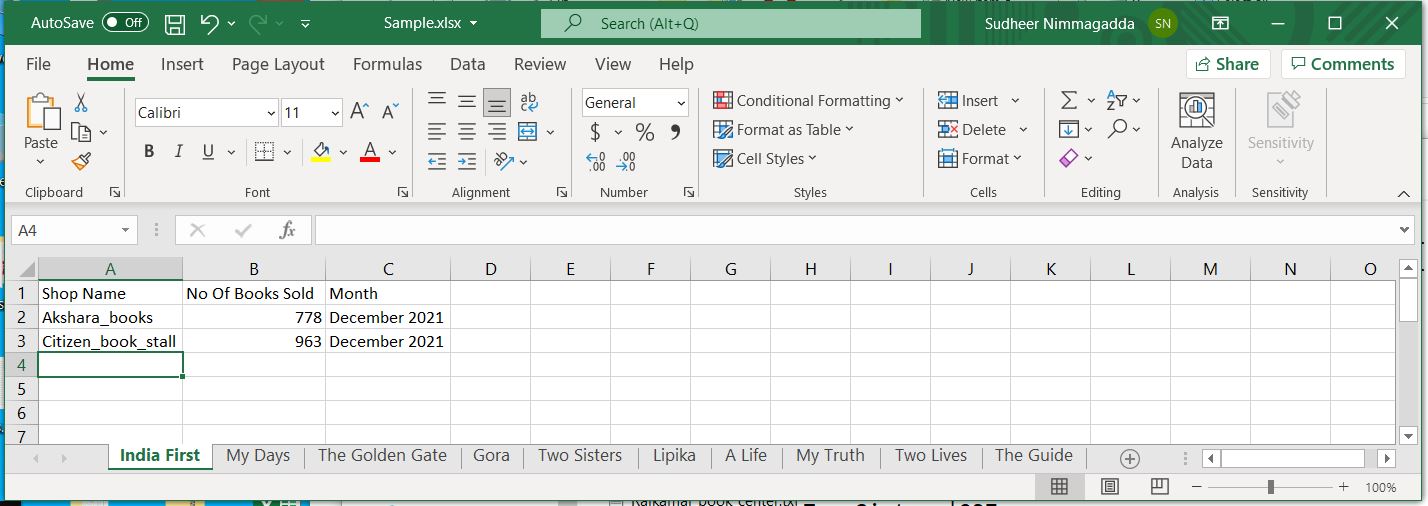 AutoSave Off Sample.xlsx Search (Alt+Q) Sudheer Nimmagadda SN
File Home Insert Page Layout Formulas Data Review View Help Share Comments
Calibri 11 A A ab General Conditional Formatting Insert
Paste $ % Format as Table Delete Analyze Data Sensitivity
B I U A Cell Styles Format
Clipboard Font Alignment Number Styles Cells Editing Analysis Sensitivity
A4 fx
A B C D E F G H I J K L M N O
1 Shop Name No Of Books Sold Month
2 Akshara_books 778 December 2021
3 Citizen_book_stall 963 December 2021
4
5
6
7
India First My Days The Golden Gate Gora Two Sisters Lipika A Life My Truth Two Lives The Guide
100%